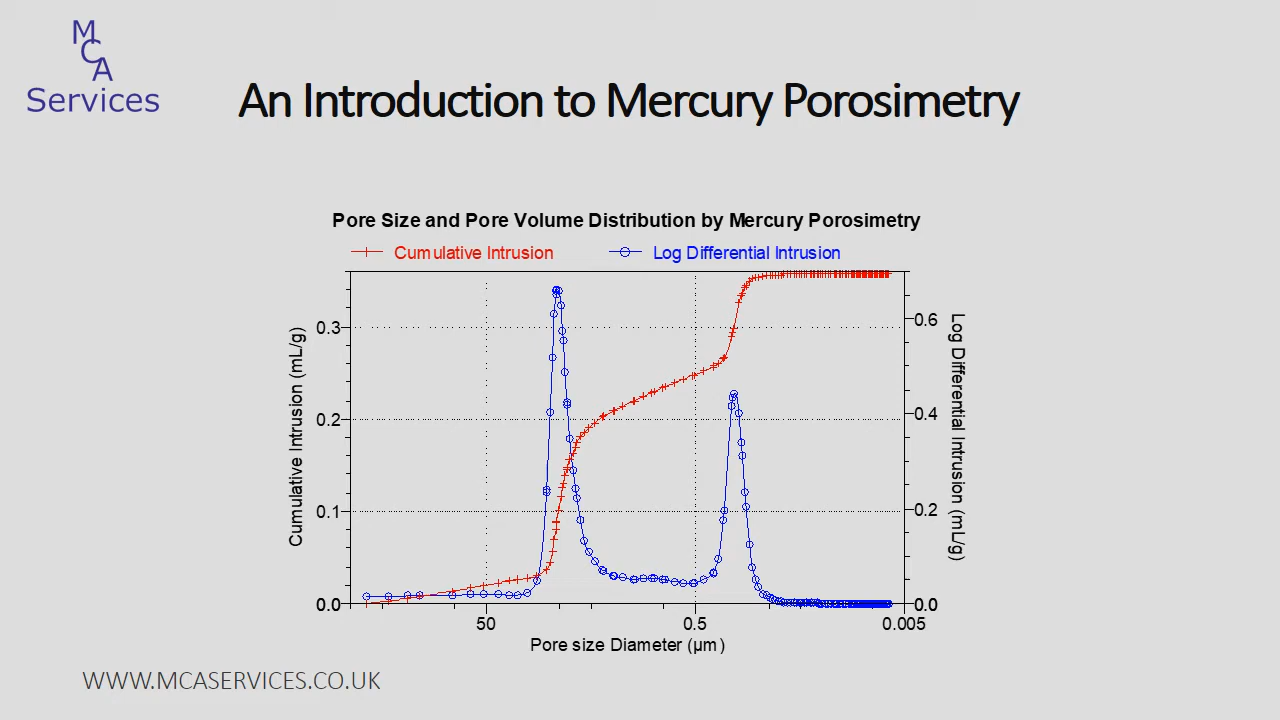 M
C
A
Services
An Introduction to Mercury Porosimetry
Pore Size and Pore Volume Distribution by Mercury Porosimetry
Cumulative Intrusion
Log Differential Intrusion
Cumulative Intrusion (mL/g)
0.3
0.2
0.1
0.0
0.6
0.4
0.2
0.0
Log Differential Intrusion (mL/g)
50
0.5
0.005
Pore size Diameter (µm)
WWW.MCASERVICES.CO.UK